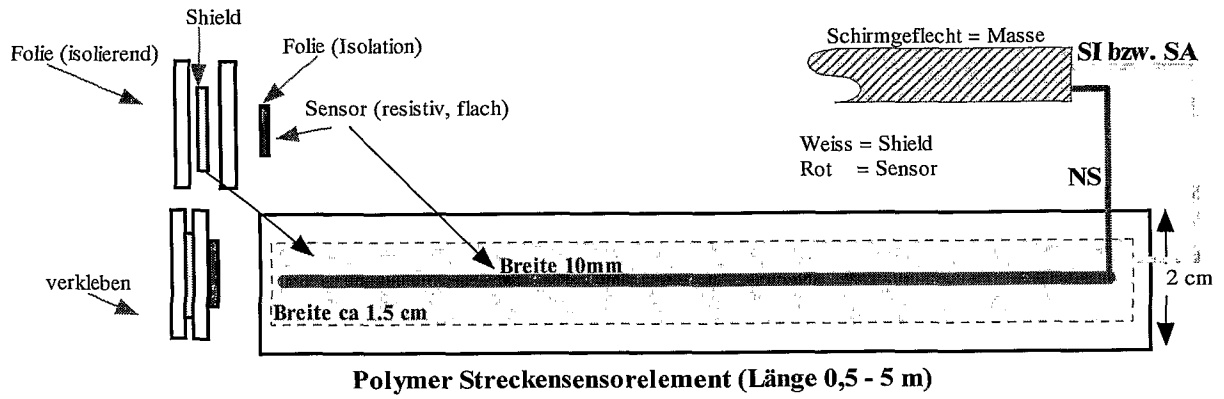 Shield
Folie (isolierend)
Folie (Isolation)
Sensor (resistiv, flach)
Schirmgeflecht = Masse
SI bzw. SA
Weiss = Shield
Rot = Sensor
NS
verkleben
Breite 10mm
Breite ca 1.5 cm
2 cm
Polymer Streckensensorelement (Länge 0,5 - 5 m)